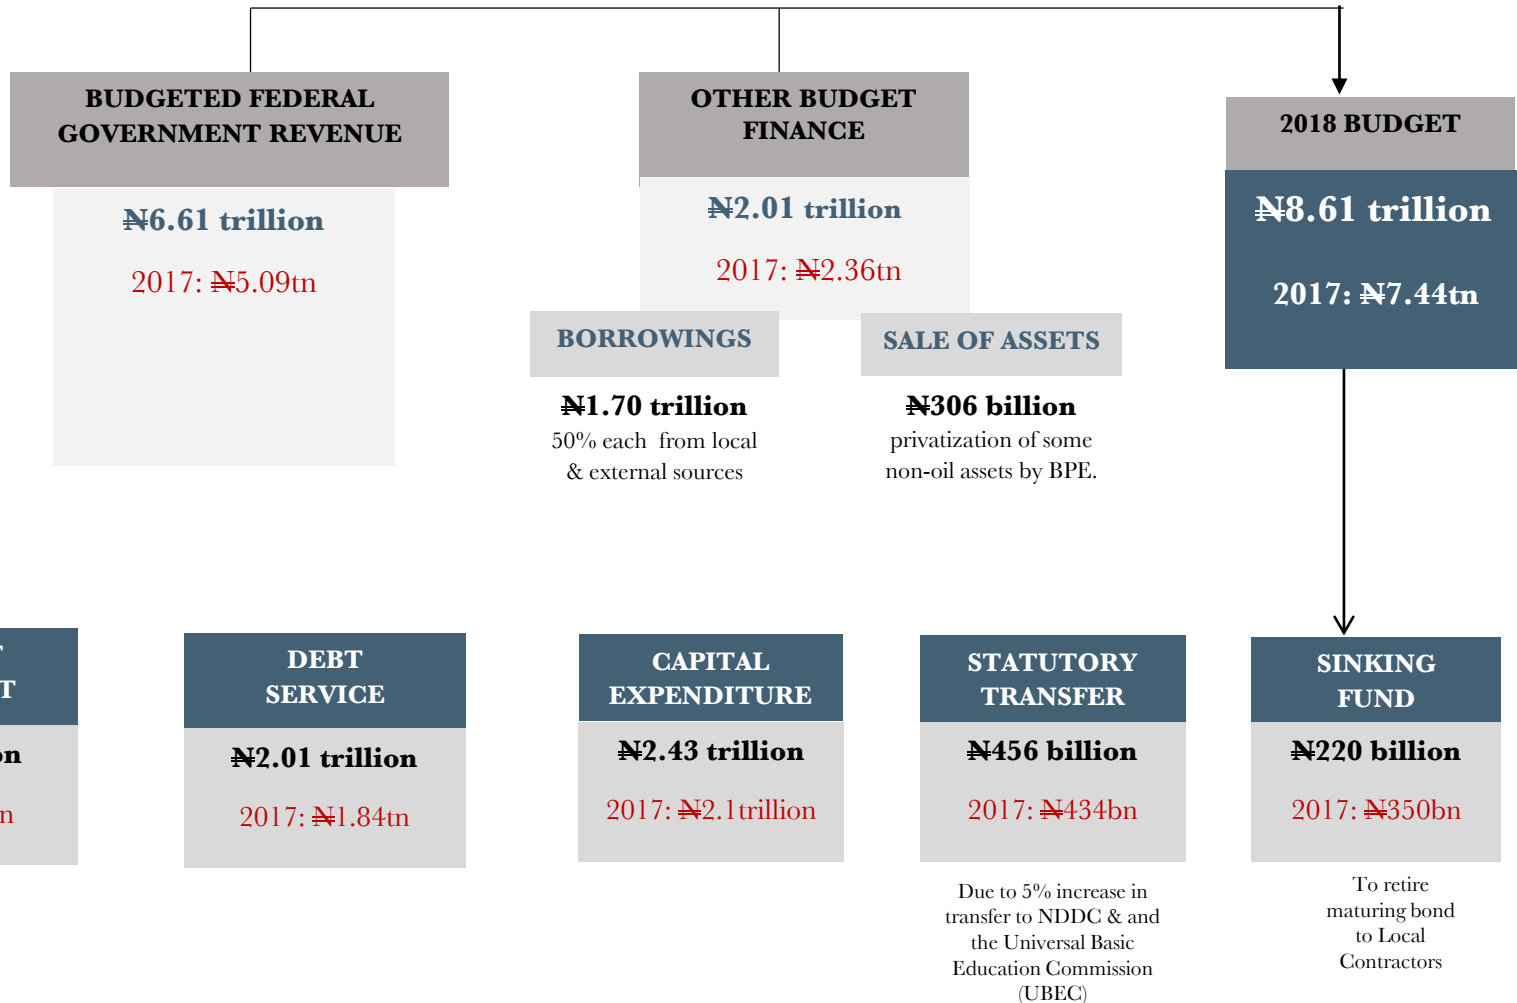 BUDGETED FEDERAL
GOVERNMENT REVENUE
₦6.61 trillion
2017: ₦5.09tn
OTHER BUDGET
FINANCE
₦2.01 trillion
2017: ₦2.36tn
BORROWINGS
₦1.70 trillion
50% each from local
& external sources
SALE OF ASSETS
₦306 billion
privatization of some
non-oil assets by BPE.
2018 BUDGET
₦8.61 trillion
2017: ₦7.44tn
T
n
DEBT
SERVICE
₦2.01 trillion
2017: ₦1.84tn
CAPITAL
EXPENDITURE
₦2.43 trillion
2017: ₦2.1trillion
STATUTORY
TRANSFER
₦456 billion
2017: ₦434bn
Due to 5% increase in
transfer to NDDC & and
the Universal Basic
Education Commission
(UBEC)
SINKING
FUND
₦220 billion
2017: ₦350bn
To retire
maturing bond
to Local
Contractors